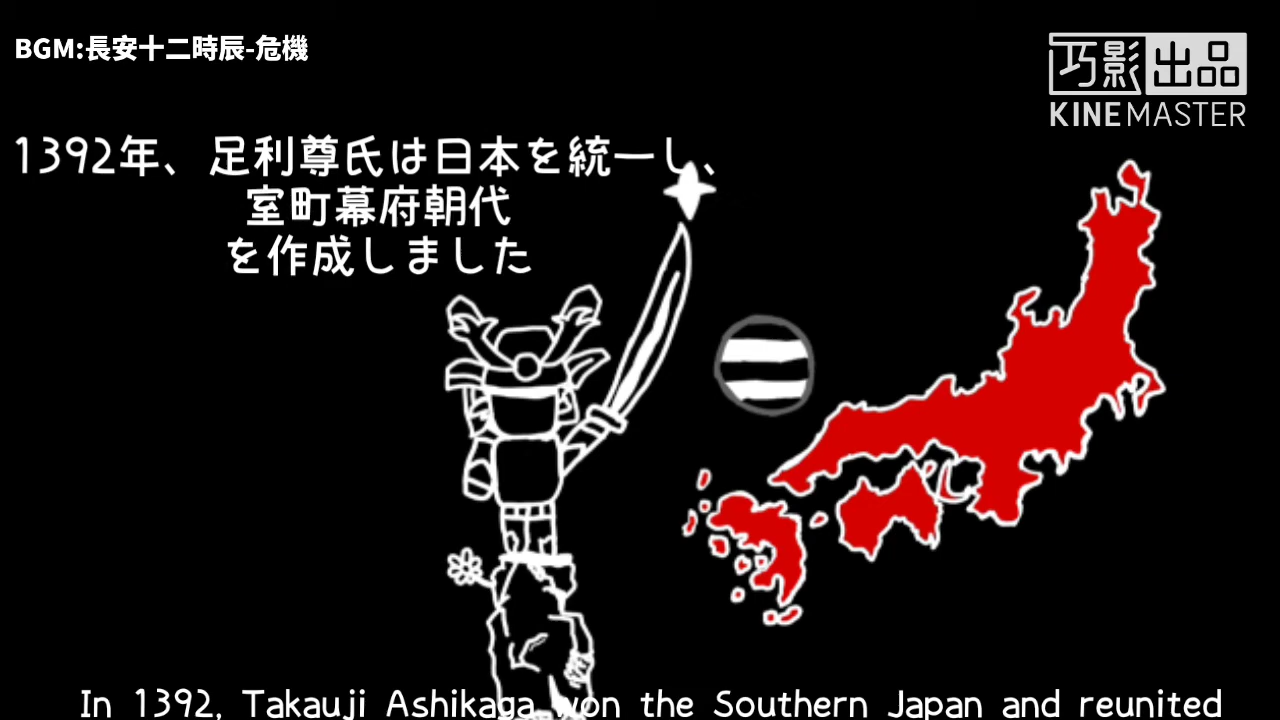 BGM:長安十二時辰-危機
巧影出品
KINEMASTER
1392年、足利尊氏は日本を統一し、
室町幕府朝代
を作成しました
In 1392, Takauji Ashikaga won the Southern Japan and reunited